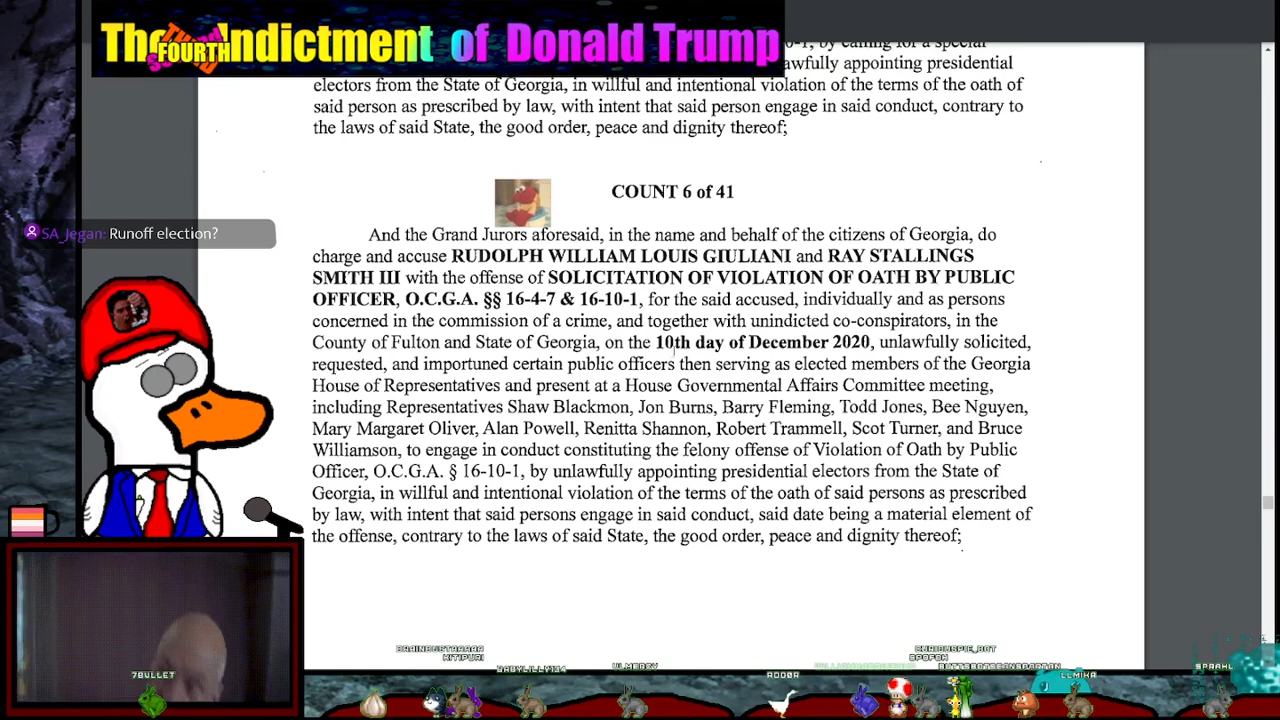 The FOURTH Indictment of Donald Trump
0-1, by calling for a special
awfully appointing presidential
electors from the State of Georgia, in willful and intentional violation of the terms of the oath of
said person as prescribed by law, with intent that said person engage in said conduct, contrary to
the laws of said State, the good order, peace and dignity thereof;
COUNT 6 of 41
SA_Jegan: Runoff election?
And the Grand Jurors aforesaid, in the name and behalf of the citizens of Georgia, do
charge and accuse RUDOLPH WILLIAM LOUIS GIULIANI and RAY STALLINGS
SMITH III with the offense of SOLICITATION OF VIOLATION OF OATH BY PUBLIC
OFFICER, O.C.G.A. §§ 16-4-7 & 16-10-1, for the said accused, individually and as persons
concerned in the commission of a crime, and together with unindicted co-conspirators, in the
County of Fulton and State of Georgia, on the 10th day of December 2020, unlawfully solicited,
requested, and importuned certain public officers then serving as elected members of the Georgia
House of Representatives and present at a House Governmental Affairs Committee meeting,
including Representatives Shaw Blackmon, Jon Burns, Barry Fleming, Todd Jones, Bee Nguyen,
Mary Margaret Oliver, Alan Powell, Renitta Shannon, Robert Trammell, Scot Turner, and Bruce
Williamson, to engage in conduct constituting the felony offense of Violation of Oath by Public
Officer, O.C.G.A. § 16-10-1, by unlawfully appointing presidential electors from the State of
Georgia, in willful and intentional violation of the terms of the oath of said persons as prescribed
by law, with intent that said persons engage in said conduct, said date being a material element of
the offense, contrary to the laws of said State, the good order, peace and dignity thereof;
KITIPURI
ULMERCY
7BULLET
ADD0R
LLMIKA